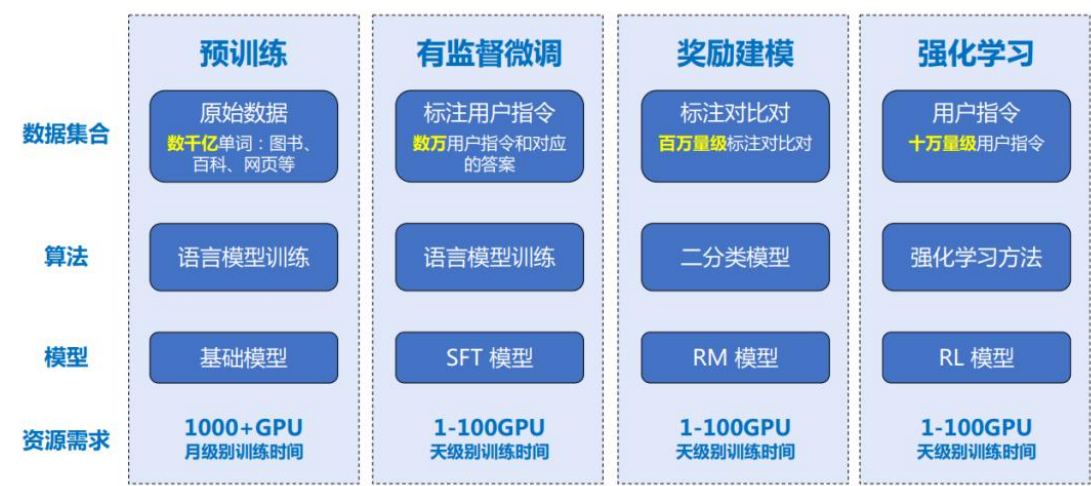 预训练 有监督微调 奖励建模 强化学习
数据集合
原始数据
数千亿单词：图书、
百科、网页等
标注用户指令
数万用户指令和对应
的答案
标注对比对
百万量级标注对比对
用户指令
十万量级用户指令
算法
语言模型训练 语言模型训练 二分类模型 强化学习方法
模型
基础模型 SFT 模型 RM 模型 RL 模型
资源需求
1000+GPU
月级别训练时间
1-100GPU
天级别训练时间
1-100GPU
天级别训练时间
1-100GPU
天级别训练时间